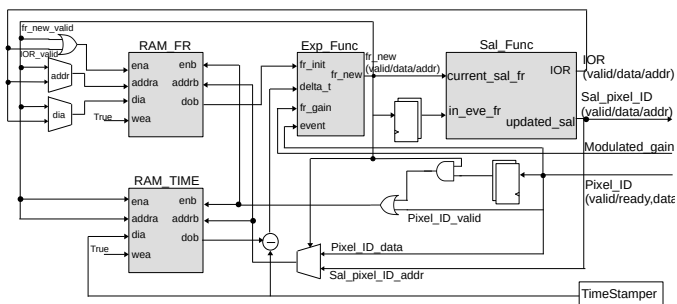 fr_new_valid
IOR_valid
addr
dia
True
RAM_FR
ena
addra
dia
wea
enb
addrb
dob
Exp_Func
fr_init
fr_new
delta_t
fr_gain
event
fr_new
(valid/data/addr)
Sal_Func
IOR
current_sal_fr
in_eve_fr
updated_sal
IOR
(valid/data/addr)
Sal_pixel_ID
(valid/data/addr)
Modulated_gain
Pixel_ID
(valid/ready,data
RAM_TIME
ena
addra
dia
wea
enb
addrb
dob
True
Pixel_ID_valid
Pixel_ID_data
Sal_pixel_ID_addr
TimeStamper